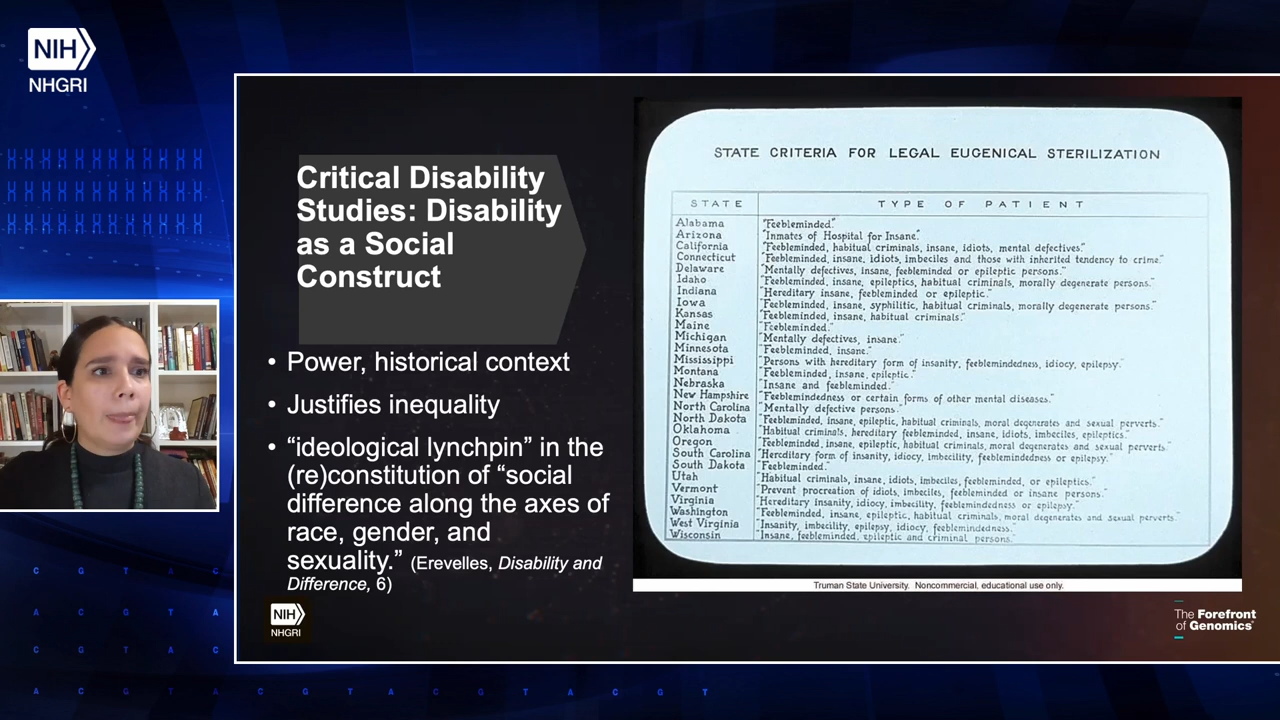 NIH
NHGRI
Critical Disability
Studies: Disability
as a Social
Construct
• Power, historical context
• Justifies inequality
• “ideological lynchpin” in the
(re)constitution of “social
difference along the axes of
race, gender, and
sexuality.” (Erevelles, Disability and
Difference, 6)
NIH
NHGRI
STATE CRITERIA FOR LEGAL EUGENICAL STERILIZATION
STATE TYPE OF PATIENT
Alabama "Feebleminded."
Arizona "Inmates of Hospital for Insane."
California "Feebleminded, habitual criminals, insane, idiots, mental defectives."
Connecticut "Feebleminded, insane, idiots, imbeciles and those with inherited tendency to crime."
Delaware "Mentally defectives, insane, feebleminded or epileptic persons."
Idaho "Feebleminded, insane, epileptics, habitual criminals, morally degenerate persons."
Indiana "Hereditary insane, feebleminded or epileptic."
Iowa "Feebleminded, insane, syphilitic, habitual criminals, morally degenerate persons."
Kansas "Feebleminded, insane, habitual criminals."
Maine "Feebleminded."
Michigan "Mentally defectives, insane."
Minnesota "Feebleminded, insane."
Mississippi "Persons with hereditary form of insanity, feeblemindedness, idiocy, epilepsy."
Montana "Feebleminded, insane, epileptic."
Nebraska "Insane and feebleminded."
New Hampshire "Feeblemindedness or certain forms of other mental diseases."
North Carolina "Mentally defective persons."
North Dakota "Feebleminded, insane, epileptic, habitual criminals, moral degenerates and sexual perverts."
Oklahoma "Habitual criminals, hereditary feebleminded, insane, idiots, imbeciles, epileptics."
Oregon "Feebleminded, insane, epileptic, habitual criminals, moral degenerates and sexual perverts."
South Carolina "Hereditary form of insanity, idiocy, imbecility, feeblemindedness or epilepsy."
South Dakota "Feebleminded."
Utah "Habitual criminals, insane, idiots, imbeciles, feebleminded, or epileptics."
Vermont "Prevent procreation of idiots, imbeciles, feebleminded or insane persons."
Virginia "Hereditary insanity, idiocy, imbecility, feebleminded or epilepsy."
Washington "Feebleminded, insane, epileptic, habitual criminals, moral degenerates and sexual perverts."
West Virginia "Insanity, imbecility, epilepsy, idiocy, feeblemindedness."
Wisconsin "Insane, feebleminded, epileptic and criminal persons."
Truman State University. Noncommercial, educational use only.
The Forefront
of Genomics
C G T A C
A C G T A
C G T A C
A C G T A C G T A C G T A C G T